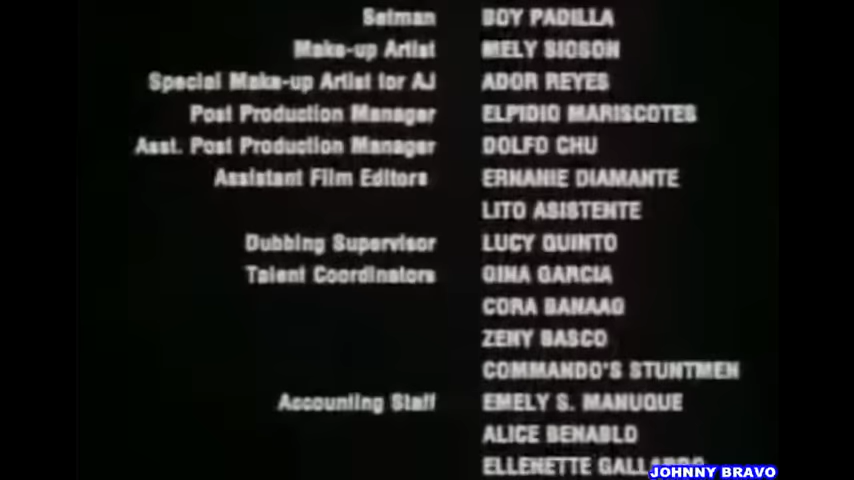 Setman BOY PADILLA
Make-up Artist MELY SIOSON
Special Make-up Artist for AJ ADOR REYES
Post Production Manager ELPIDIO MARISCOTES
Asst. Post Production Manager DOLFO CHU
Assistant Film Editors ERNANIE DIAMANTE
LITO ASISTENTE
Dubbing Supervisor LUCY QUINTO
Talent Coordinators GINA GARCIA
CORA BANAAG
ZENY BASCO
COMMANDO'S STUNTMEN
Accounting Staff EMELY S. MANUQUE
ALICE BENABLO
ELLENETTE GALLARDO
JOHNNY BRAVO